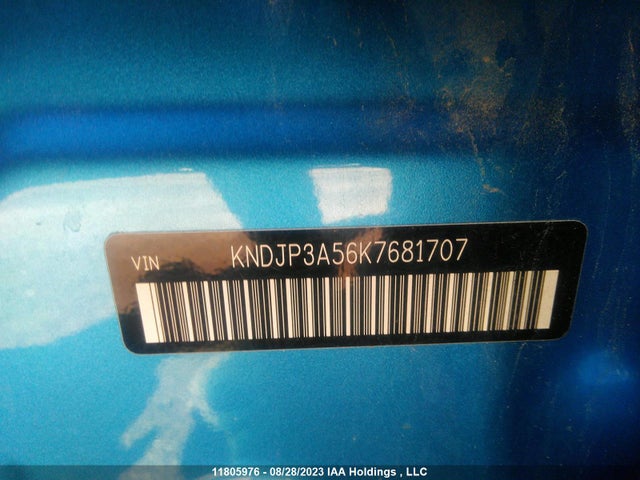 VIN KNDJP3A56K7681707
11805976 - 08/28/2023 IAA Holdings , LLC